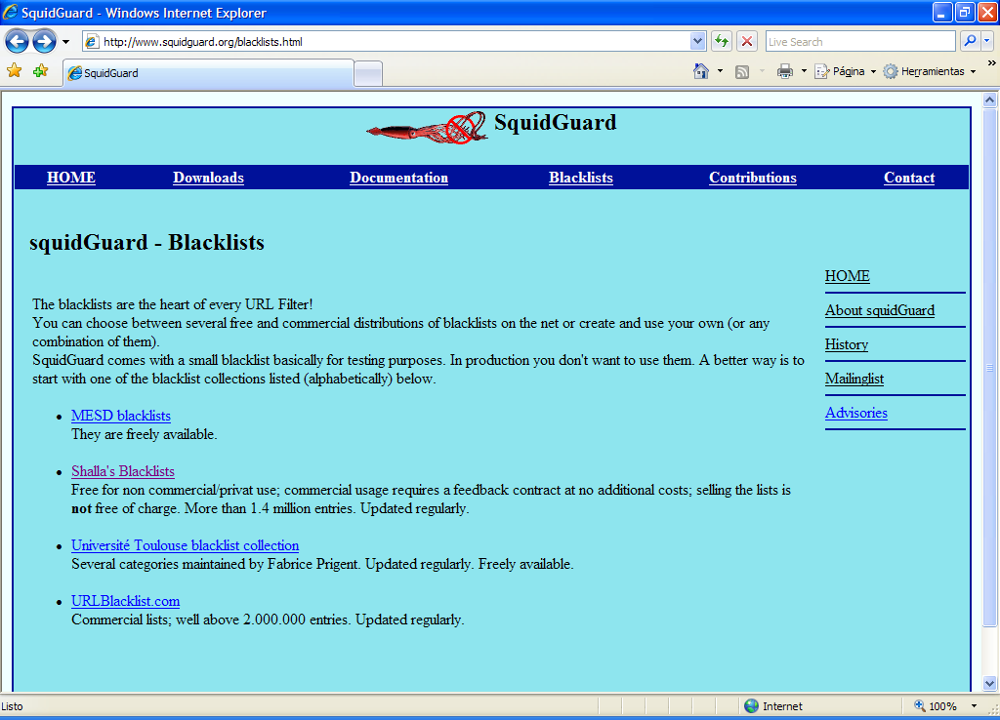 SquidGuard - Windows Internet Explorer
http://www.squidguard.org/blacklists.html
Live Search
SquidGuard
Página
Herramientas
»
SquidGuard
HOME Downloads Documentation Blacklists Contributions Contact
squidGuard - Blacklists
The blacklists are the heart of every URL Filter!
You can choose between several free and commercial distributions of blacklists on the net or create and use your own (or any
combination of them).
SquidGuard comes with a small blacklist basically for testing purposes. In production you don't want to use them. A better way is to
start with one of the blacklist collections listed (alphabetically) below.
• MESD blacklists
They are freely available.
• Shalla's Blacklists
Free for non commercial/privat use; commercial usage requires a feedback contract at no additional costs; selling the lists is
not free of charge. More than 1.4 million entries. Updated regularly.
• Université Toulouse blacklist collection
Several categories maintained by Fabrice Prigent. Updated regularly. Freely available.
• URLBlacklist.com
Commercial lists; well above 2.000.000 entries. Updated regularly.
HOME
About squidGuard
History
Mailinglist
Advisories
Listo
Internet
100%